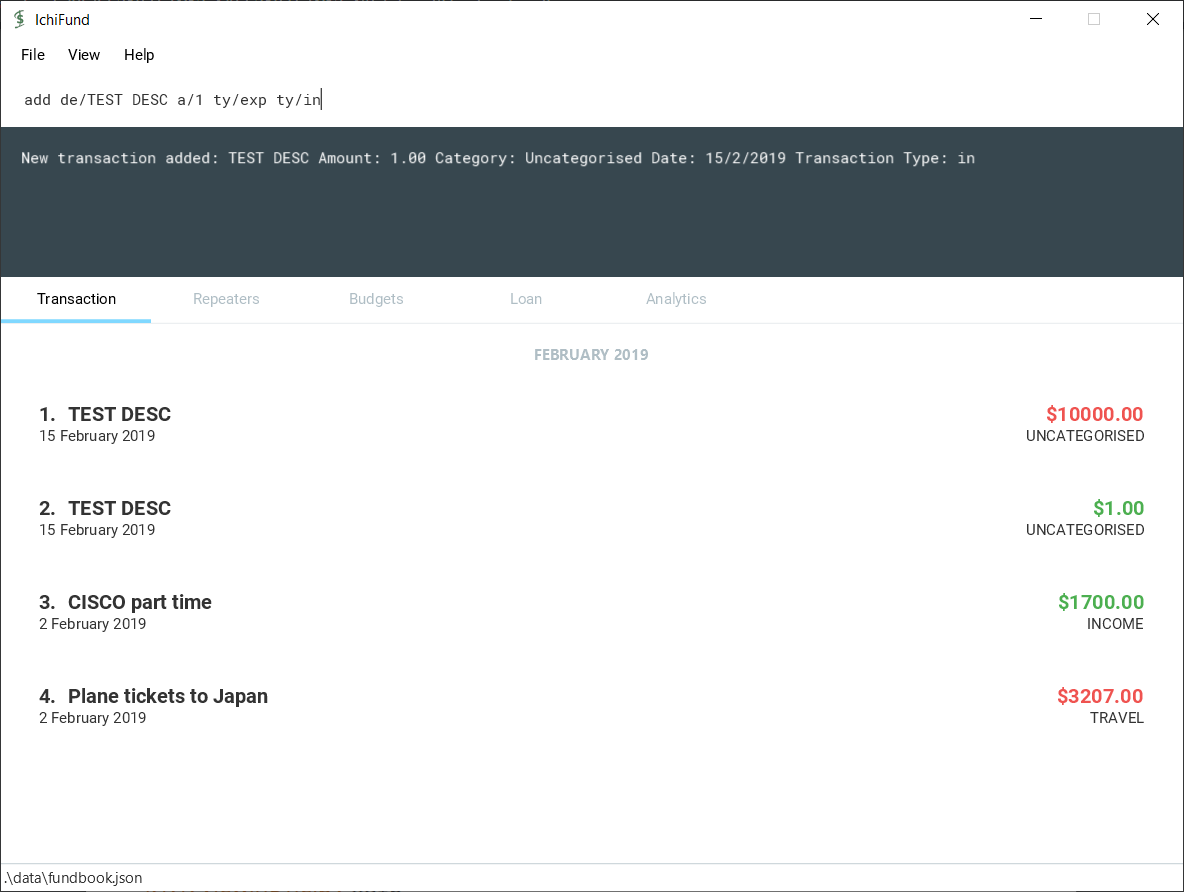 IchiFund
File View Help
add de/TEST DESC a/1 ty/exp ty/in
New transaction added: TEST DESC Amount: 1.00 Category: Uncategorised Date: 15/2/2019 Transaction Type: in
Transaction Repeaters Budgets Loan Analytics
FEBRUARY 2019
1. TEST DESC $10000.00
15 February 2019 UNCATEGORISED
2. TEST DESC $1.00
15 February 2019 UNCATEGORISED
3. CISCO part time $1700.00
2 February 2019 INCOME
4. Plane tickets to Japan $3207.00
2 February 2019 TRAVEL
.\data\fundbook.json